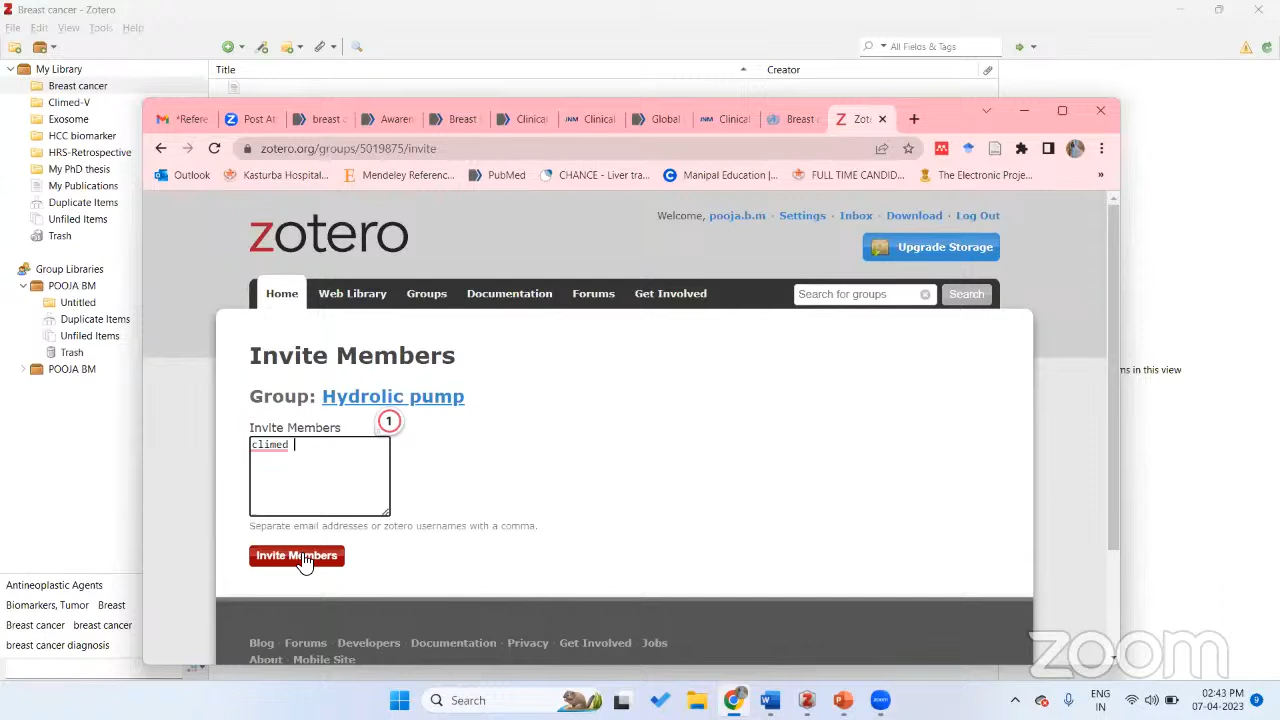 Breast cancer - Zotero
File Edit View Tools Help
All Fields & Tags
My Library
Breast cancer
Climed-V
Exosome
HCC biomarker
HRS-Retrospective
My PhD thesis
My Publications
Duplicate Items
Unfiled Items
Trash
Group Libraries
POOJA BM
Untitled
Duplicate Items
Unfiled Items
Trash
POOJA BM
Title Creator
Antineoplastic Agents
Biomarkers, Tumor Breast
Breast cancer breast cancer
breast cancer diagnosis
*Refere Post At breast c Awaren Breast Clinical Clinical Global Clinical Breast c Zot
zotero.org/groups/5019875/invite
Outlook Kasturba Hospital... Mendeley Referenc... PubMed CHANCE - Liver tra... Manipal Education |... FULL TIME CANDID... The Electronic Proje... »
zotero
Welcome, pooja.b.m · Settings · Inbox · Download · Log Out
Upgrade Storage
Home Web Library Groups Documentation Forums Get Involved
Search for groups Search
Invite Members
Group: Hydrolic pump
1
Invite Members
climed
Separate email addresses or zotero usernames with a comma.
Invite Members
Blog · Forums · Developers · Documentation · Privacy · Get Involved · Jobs
About · Mobile Site
ms in this view
zoom
Search
ENG
IN
02:43 PM
07-04-2023
9